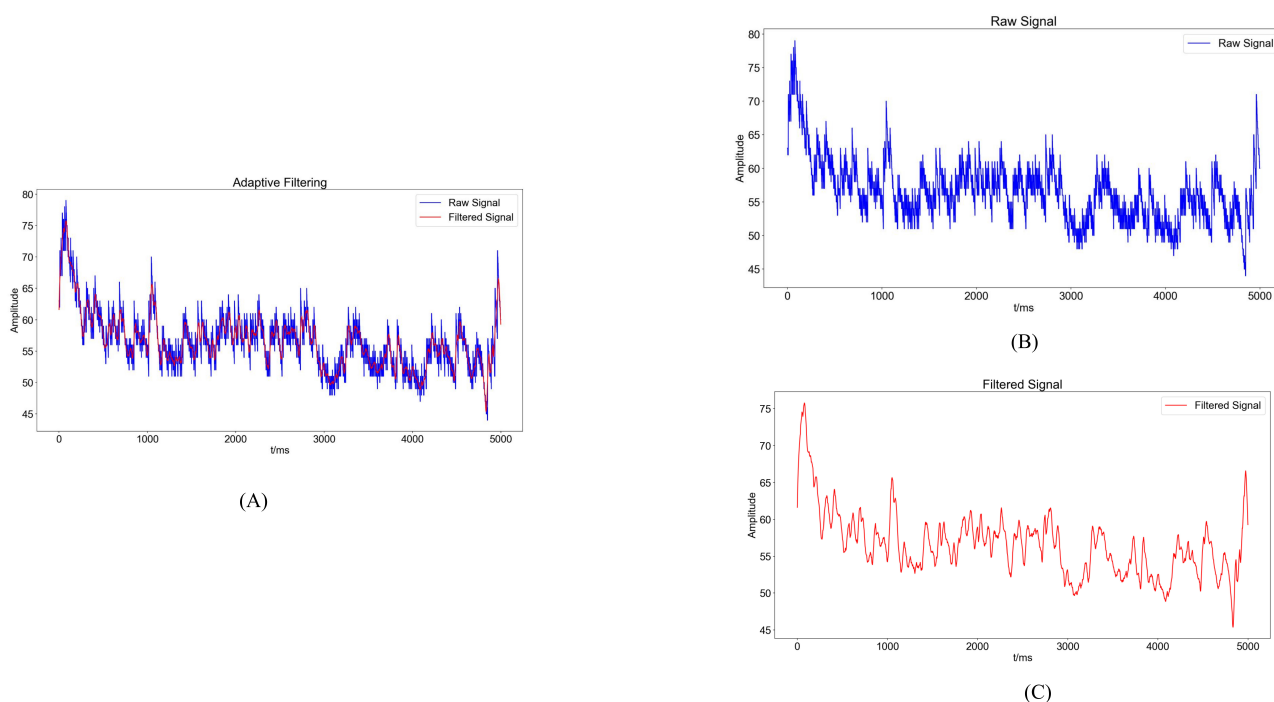 Adaptive Filtering
Raw Signal
Filtered Signal
Amplitude
80
75
70
65
60
55
50
45
0 1000 2000 3000 4000 5000
t/ms
(A)
Raw Signal
Raw Signal
Amplitude
80
75
70
65
60
55
50
45
0 1000 2000 3000 4000 5000
t/ms
(B)
Filtered Signal
Filtered Signal
Amplitude
75
70
65
60
55
50
45
0 1000 2000 3000 4000 5000
t/ms
(C)